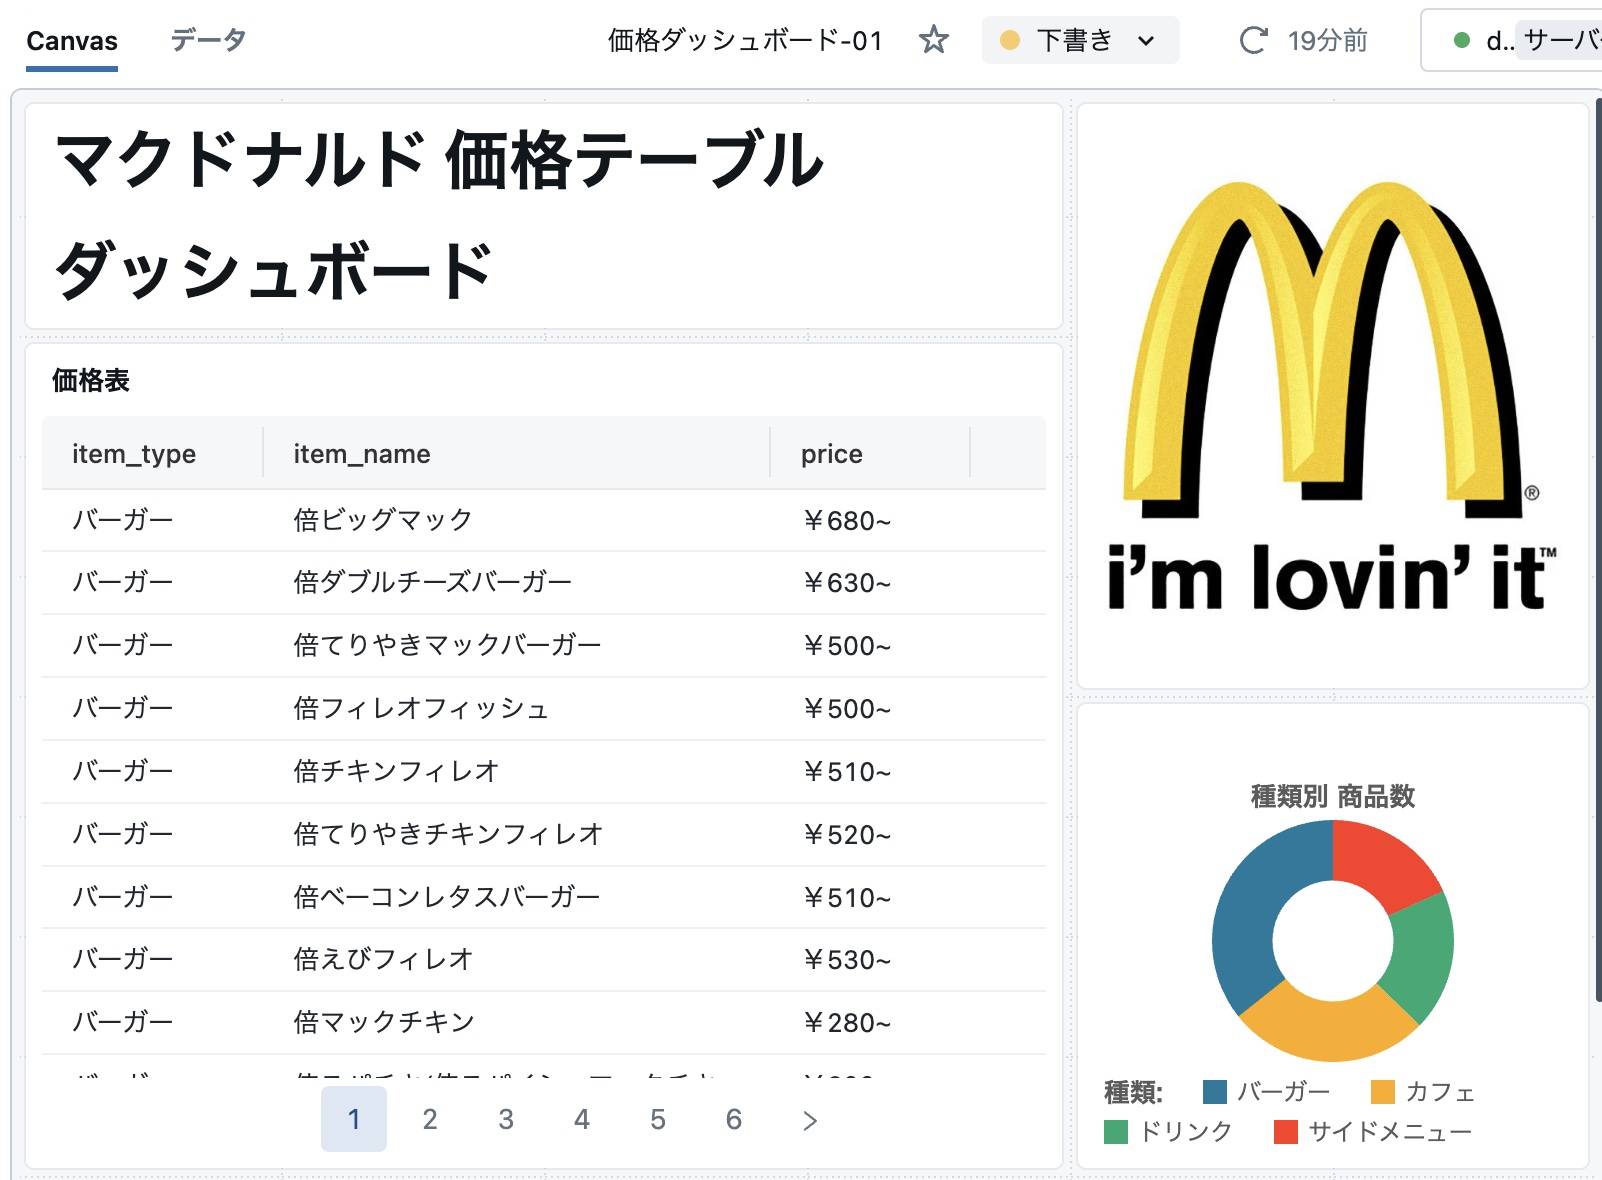 Canvas データ 価格ダッシュボード-01 下書き 19分前 d.. サーバ
マクドナルド 価格テーブル
ダッシュボード
価格表
item_type item_name price
バーガー 倍ビッグマック ¥680~
バーガー 倍ダブルチーズバーガー ¥630~
バーガー 倍てりやきマックバーガー ¥500~
バーガー 倍フィレオフィッシュ ¥500~
バーガー 倍チキンフィレオ ¥510~
バーガー 倍てりやきチキンフィレオ ¥520~
バーガー 倍ベーコンレタスバーガー ¥510~
バーガー 倍えびフィレオ ¥530~
バーガー 倍マックチキン ¥280~
1 2 3 4 5 6 >
®
i'm lovin' it™
種類別 商品数
種類: バーガー カフェ
ドリンク サイドメニュー